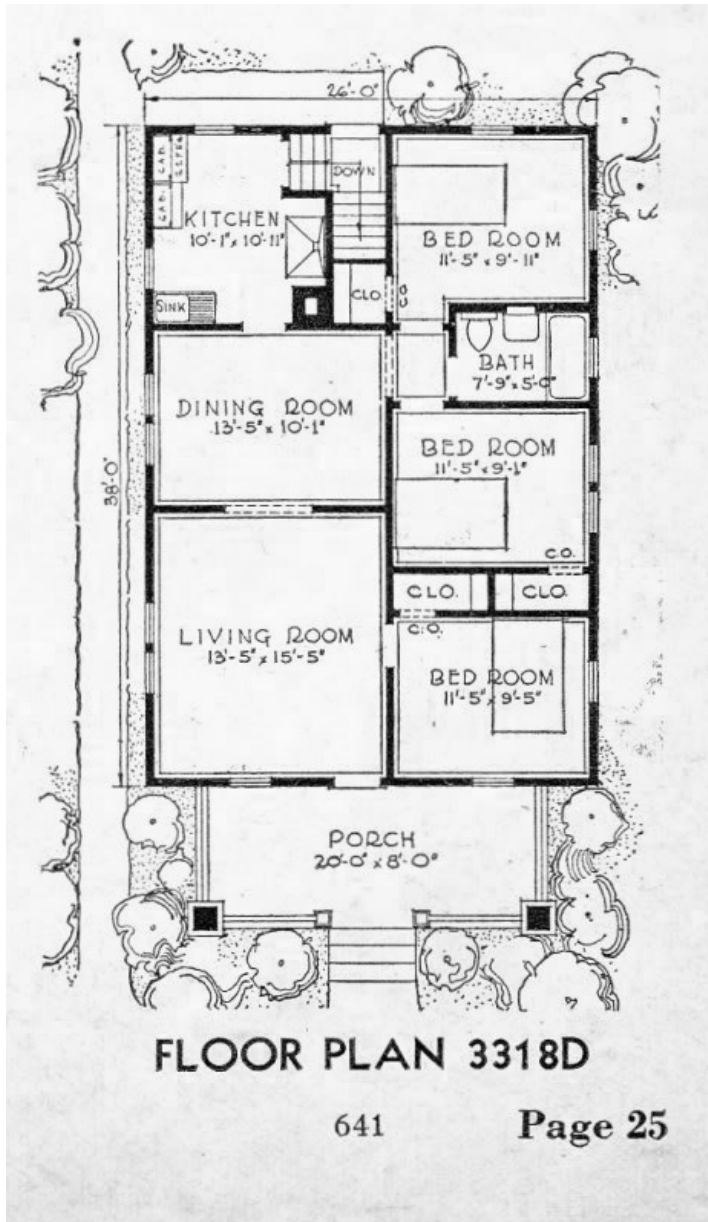 26'-0"
CAB.
REFR.
CAB.
DOWN
KITCHEN
10'-1" x 10'-11"
BED ROOM
11'-5" x 9'-11"
SINK
CLO.
BATH
7'-9" x 5'-0"
DINING ROOM
13'-5" x 10'-1"
BED ROOM
11'-5" x 9'-1"
38'-0"
C.O.
CLO.
CLO.
C.O.
LIVING ROOM
13'-5" x 15'-5"
BED ROOM
11'-5" x 9'-5"
PORCH
20'-0" x 8'-0"
FLOOR PLAN 3318D
641
Page 25